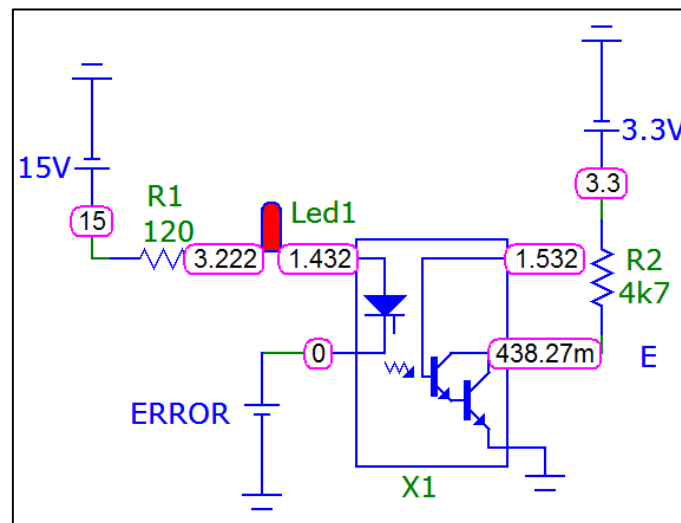 15V
3.3V
15
3.3
R1
120
Led1
3.222
1.432
1.532
R2
4k7
0
438.27m
E
ERROR
X1